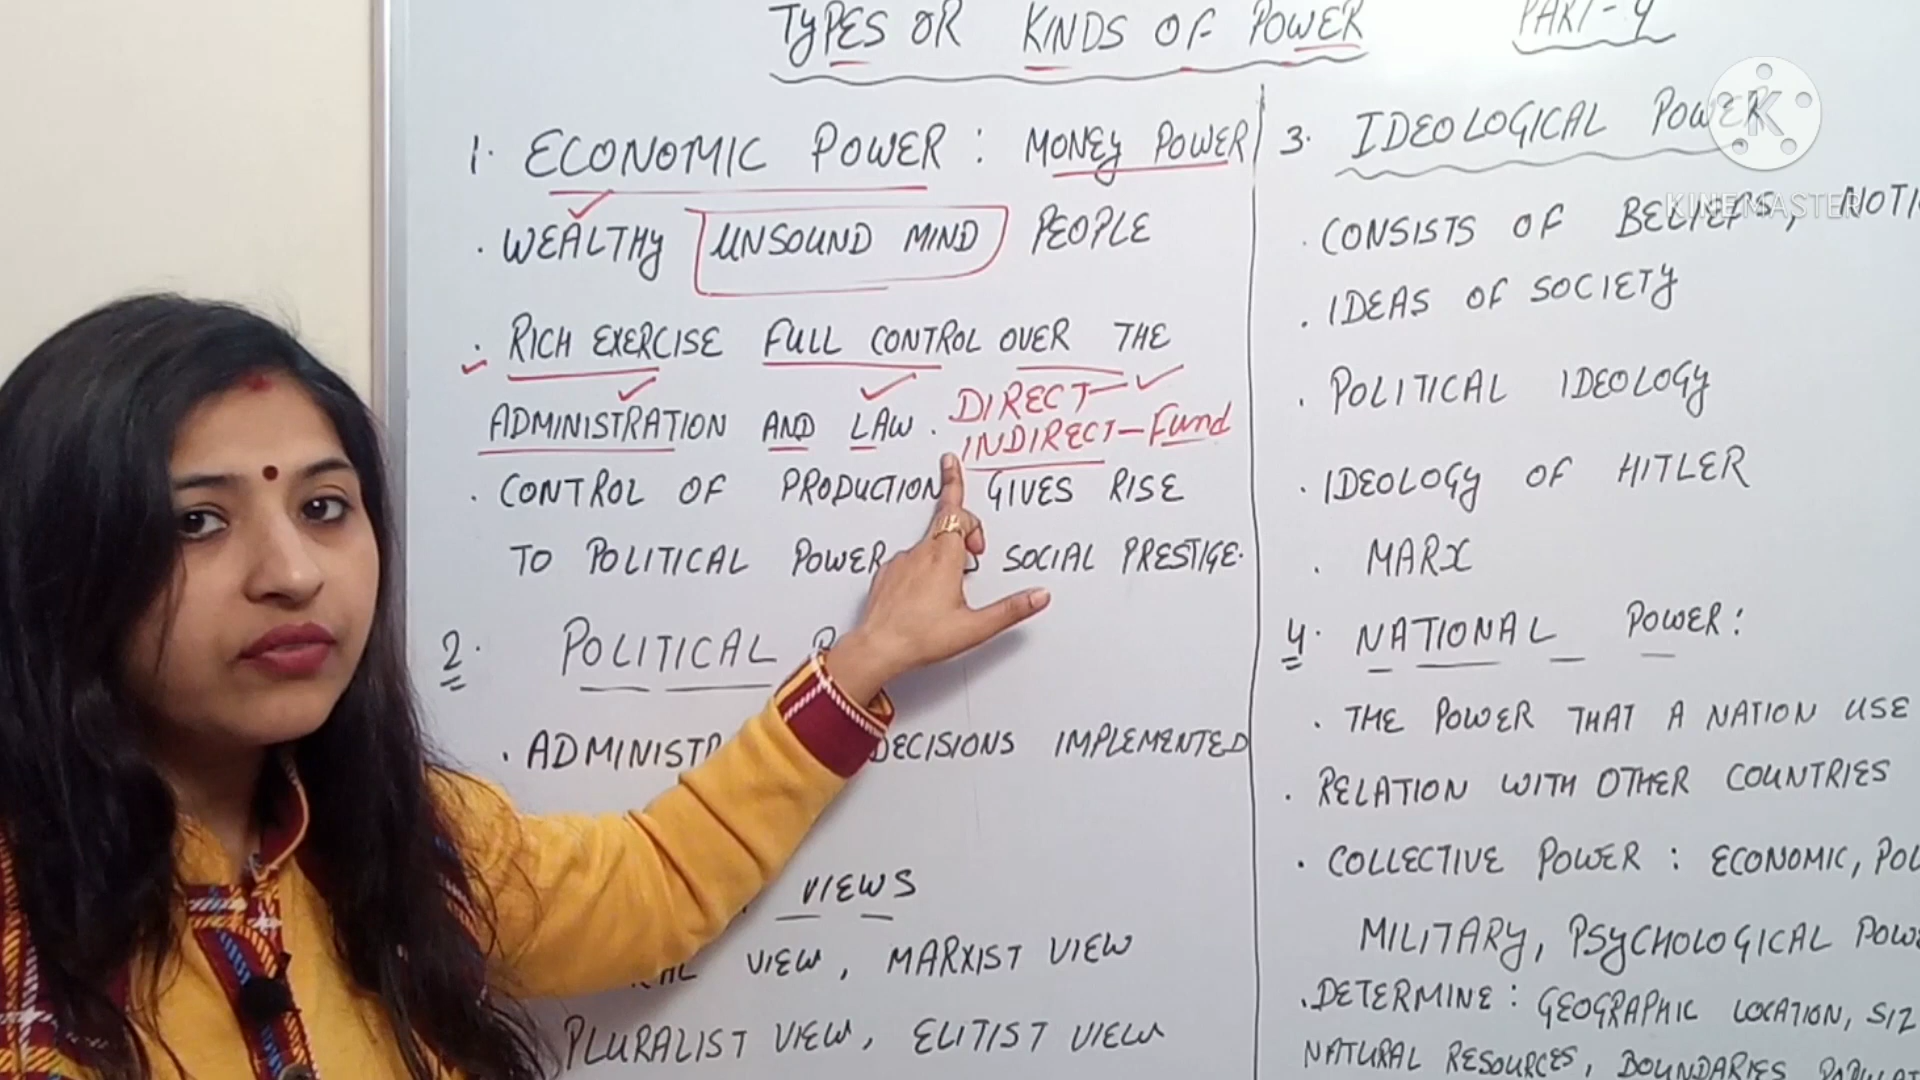 TYPES OR KINDS OF POWER PART-4
1. ECONOMIC POWER : MONEY POWER
. WEALTHY UNSOUND MIND PEOPLE
. RICH EXERCISE FULL CONTROL OVER THE
ADMINISTRATION AND LAW. DIRECT-
INDIRECT-Fund
. CONTROL OF PRODUCTION GIVES RISE
TO POLITICAL POWER SOCIAL PRESTIGE.
2. POLITICAL
. DECISIONS IMPLEMENTED
VIEWS
VIEW, MARXIST VIEW
PLURALIST VIEW, ELITIST VIEW
3. IDEOLOGICAL POWER
. CONSISTS OF BELIEFS,
. IDEAS OF SOCIETY
. POLITICAL IDEOLOGY
. IDEOLOGY OF HITLER
. MARX
4. NATIONAL POWER:
. THE POWER THAT A NATION USE
. RELATION WITH OTHER COUNTRIES
. COLLECTIVE POWER : ECONOMIC,
MILITARY, PSYCHOLOGICAL
. DETERMINE : GEOGRAPHIC LOCATION,
NATURAL RESOURCES, BOUNDARIES
K
KINEMASTER